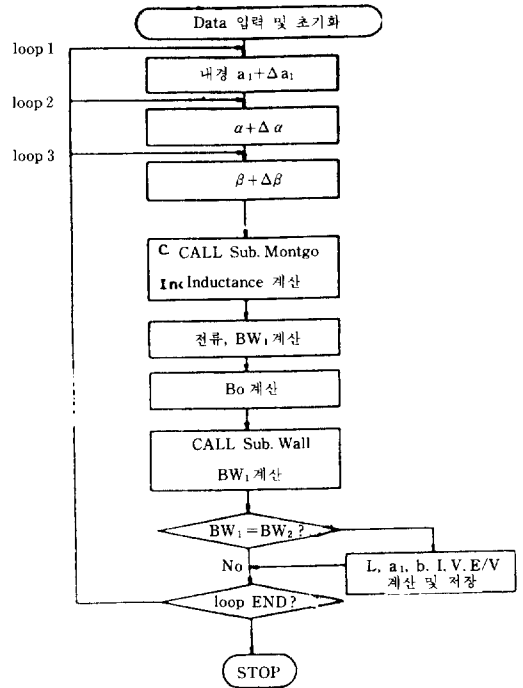 Data 입력 및 초기화
loop 1
내경 a₁+Δa₁
loop 2
α+Δα
loop 3
β+Δβ
C CALL Sub. Montgo
Inc Inductance 계산
전류, BW₁ 계산
Bo 계산
CALL Sub. Wall
BW₁ 계산
BW₁=BW₂?
No
L, a₁, b. I. V. E/V
계산 및 저장
loop END?
STOP